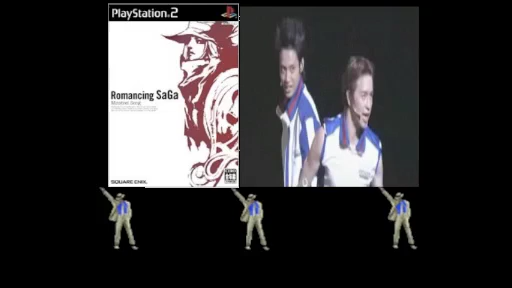 PlayStation 2
Romancing SaGa
Minstrel Song
SQUARE ENIX